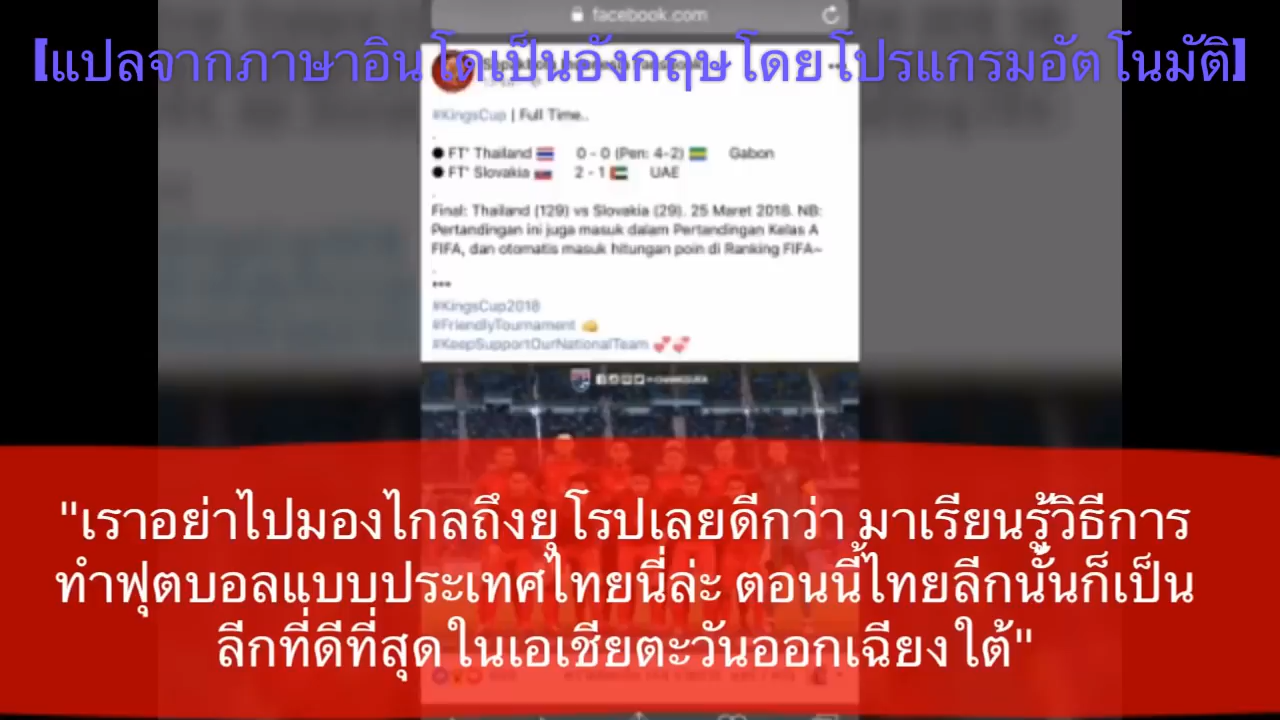 facebook.com
[แปลจากภาษาอินโดเป็นอังกฤษโดยโปรแกรมอัตโนมัติ]
#KingsCup | Full Time..
.
● FT' Thailand 🇹🇭 0 - 0 (Pen: 4-2) 🇬🇦 Gabon
● FT' Slovakia 🇸🇰 2 - 1 🇦🇪 UAE
.
Final: Thailand (129) vs Slovakia (29). 25 Maret 2018. NB:
Pertandingan ini juga masuk dalam Pertandingan Kelas A
FIFA, dan otomatis masuk hitungan poin di Ranking FIFA~
.
•••
#KingsCup2018
#FriendlyTournament
#KeepSupportOurNationalTeam 💞💞
"เราอย่าไปมองไกลถึงยุโรปเลยดีกว่า มาเรียนรู้วิธีการ
ทำฟุตบอลแบบประเทศไทยนี่ล่ะ ตอนนี้ไทยลีกนั้นก็เป็น
ลีกที่ดีที่สุดในเอเชียตะวันออกเฉียงใต้"